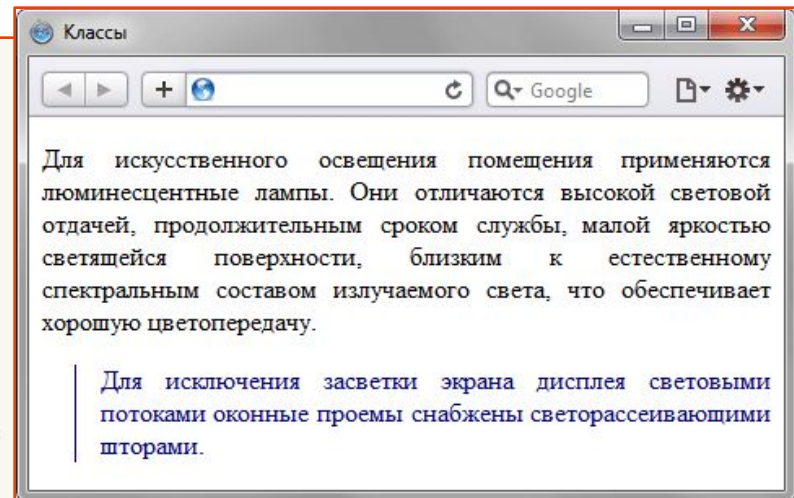 Классы
Google
Для искусственного освещения помещения применяются
люминесцентные лампы. Они отличаются высокой световой
отдачей, продолжительным сроком службы, малой яркостью
светящейся поверхности, близким к естественному
спектральным составом излучаемого света, что обеспечивает
хорошую цветопередачу.
Для исключения засветки экрана дисплея световыми
потоками оконные проемы снабжены светорассеивающими
шторами.